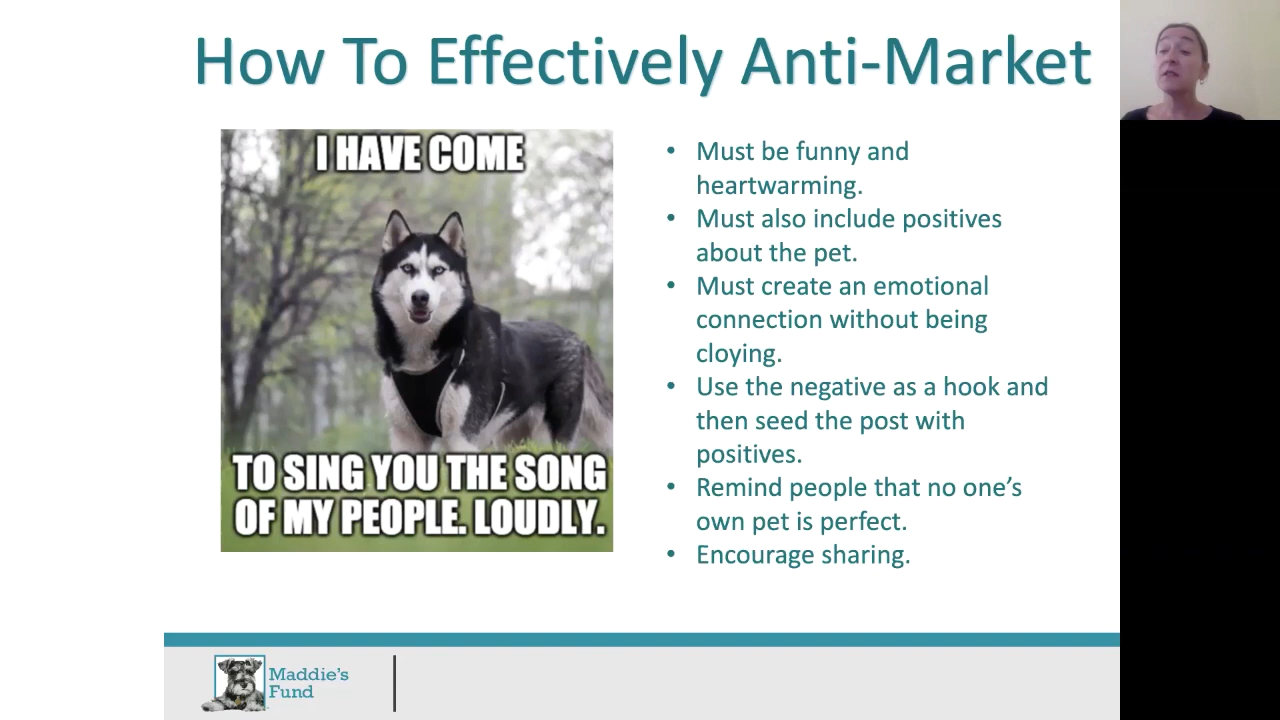 How To Effectively Anti-Market
I HAVE COME
TO SING YOU THE SONG
OF MY PEOPLE. LOUDLY.
• Must be funny and
heartwarming.
• Must also include positives
about the pet.
• Must create an emotional
connection without being
cloying.
• Use the negative as a hook and
then seed the post with
positives.
• Remind people that no one’s
own pet is perfect.
• Encourage sharing.
Maddie's
Fund